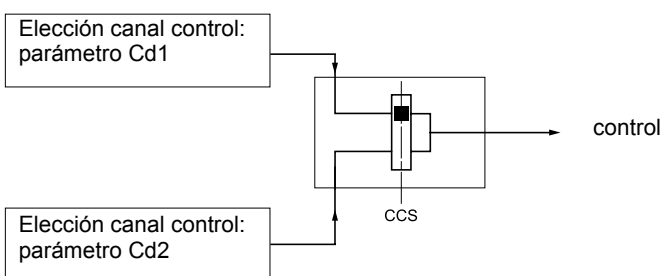 Elección canal control:
parámetro Cd1
control
CCS
Elección canal control:
parámetro Cd2